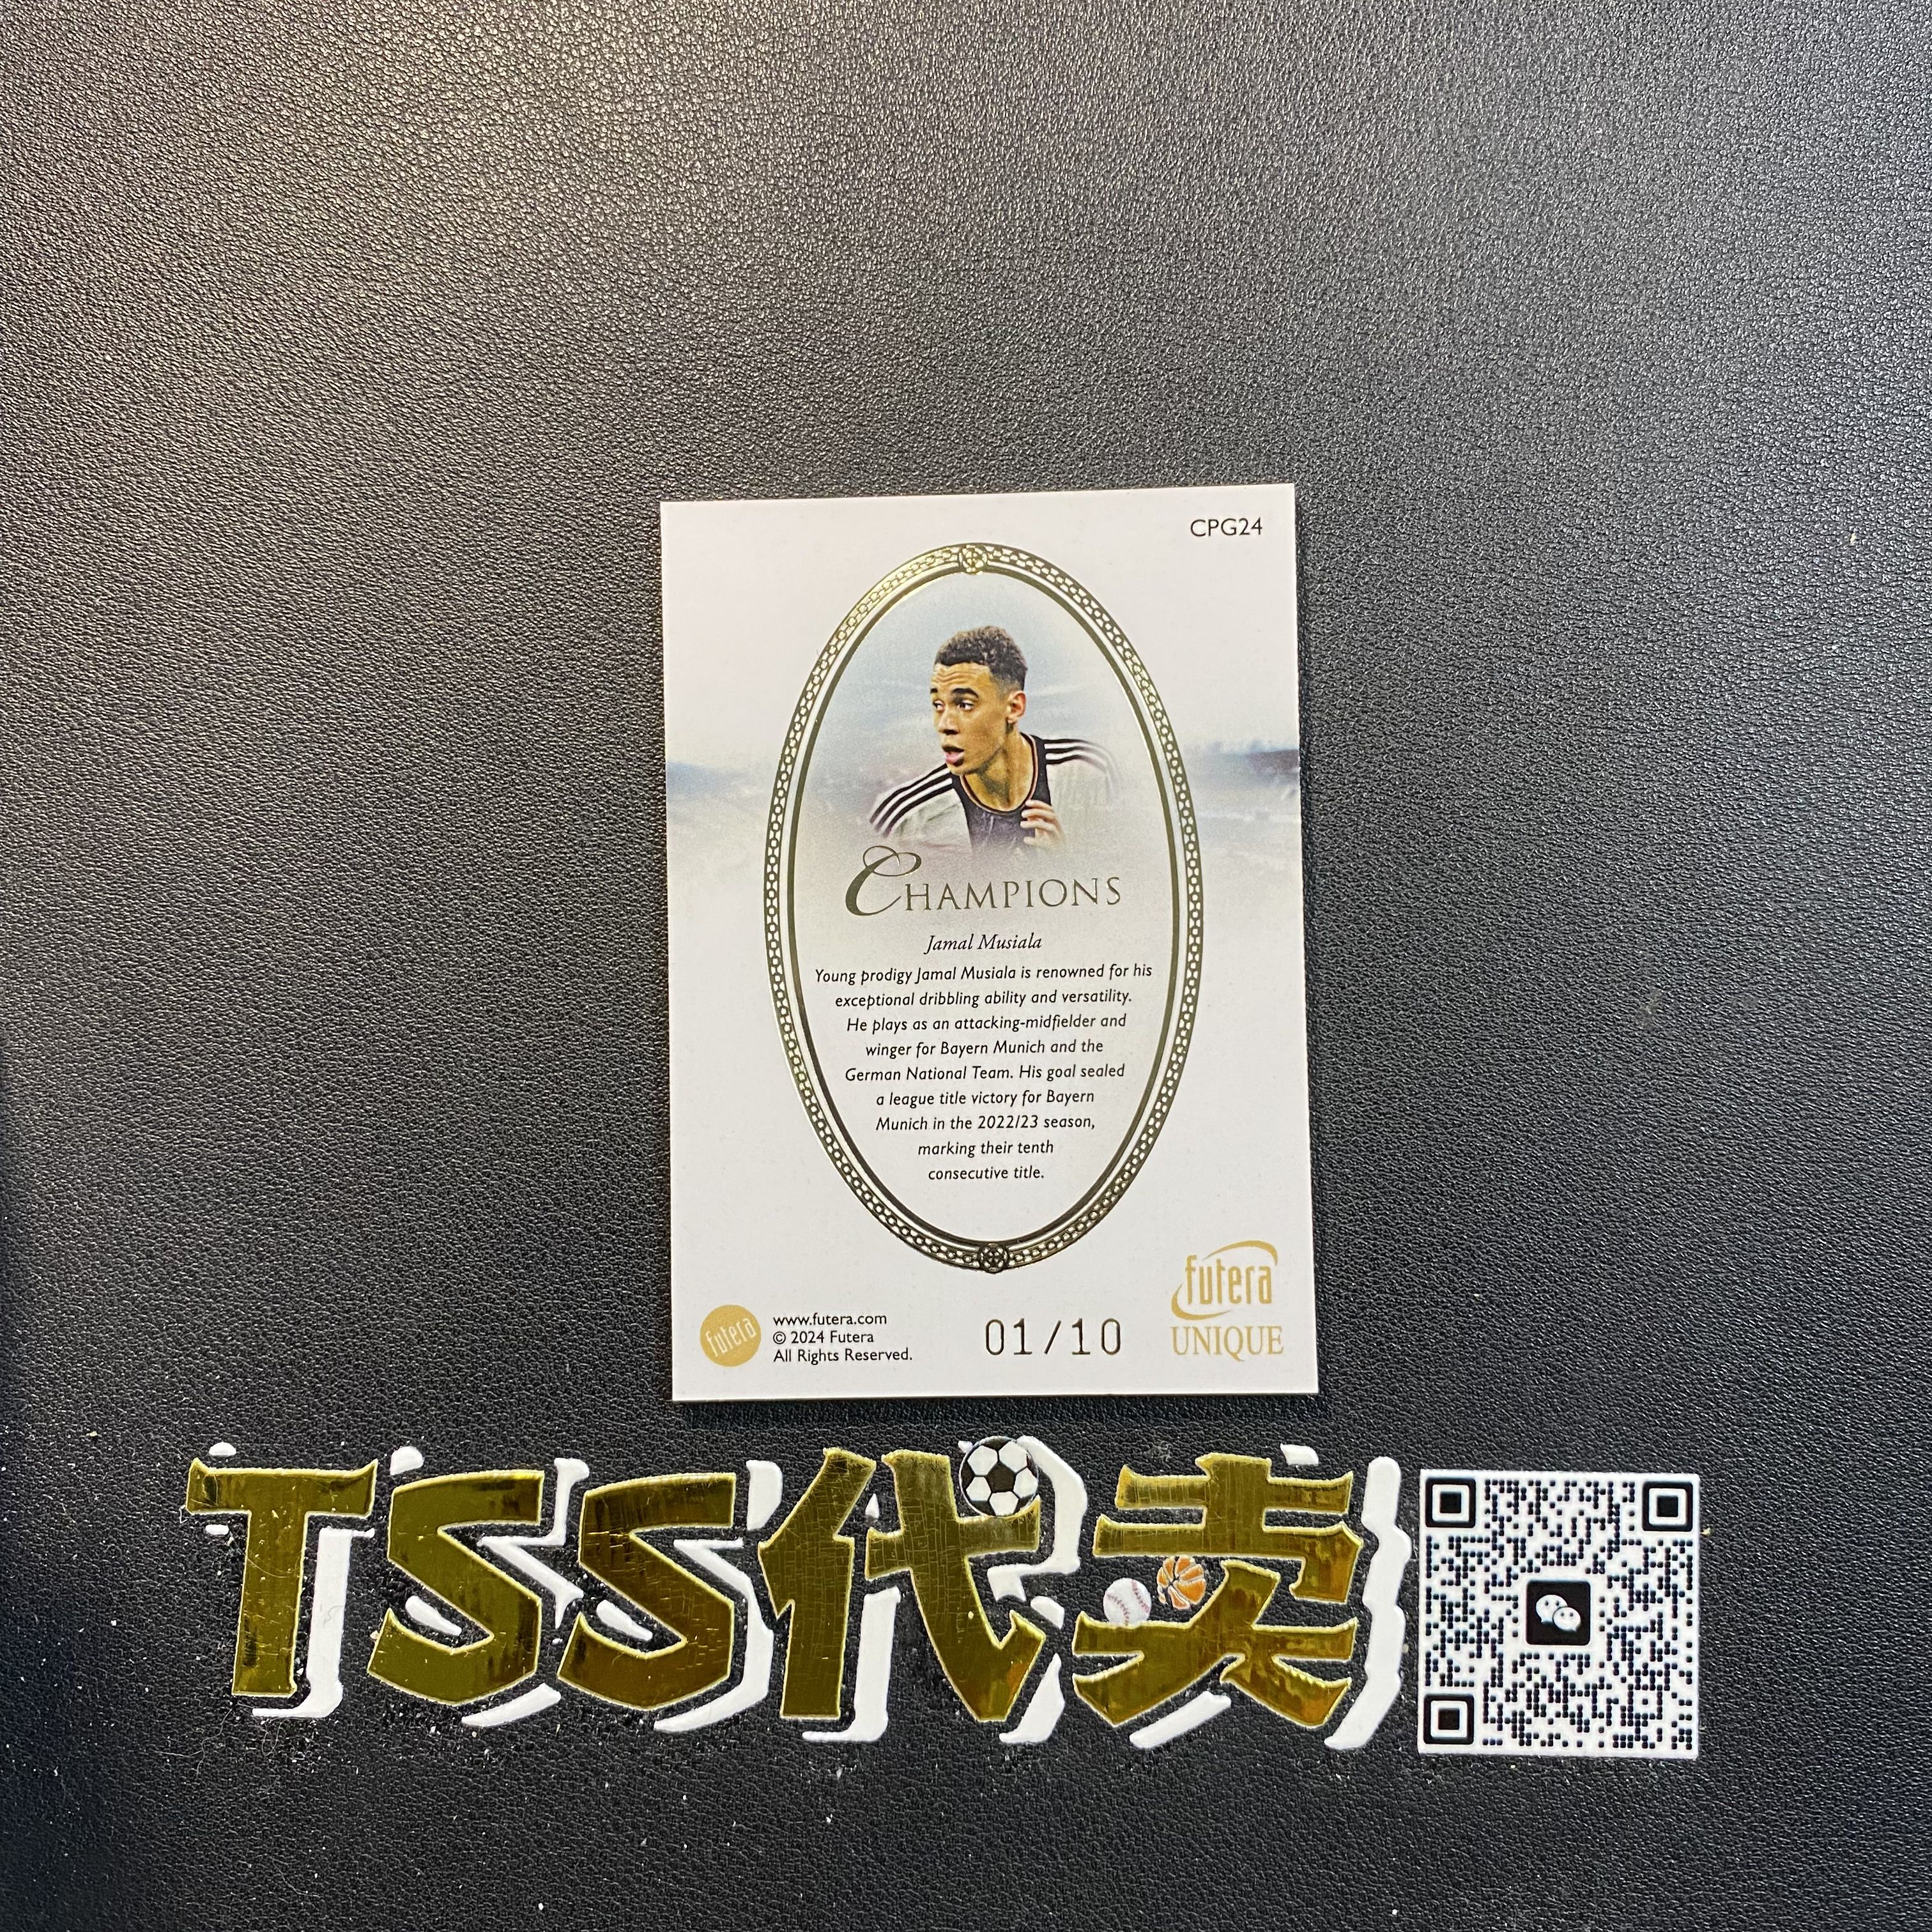 CPG24
CHAMPIONS
Jamal Musiala
Young prodigy Jamal Musiala is renowned for his
exceptional dribbling ability and versatility.
He plays as an attacking-midfielder and
winger for Bayern Munich and the
German National Team. His goal sealed
a league title victory for Bayern
Munich in the 2022/23 season,
marking their tenth
consecutive title.
futera
www.futera.com
© 2024 Futera
All Rights Reserved.
01/10
futera
UNIQUE
TSS代卖